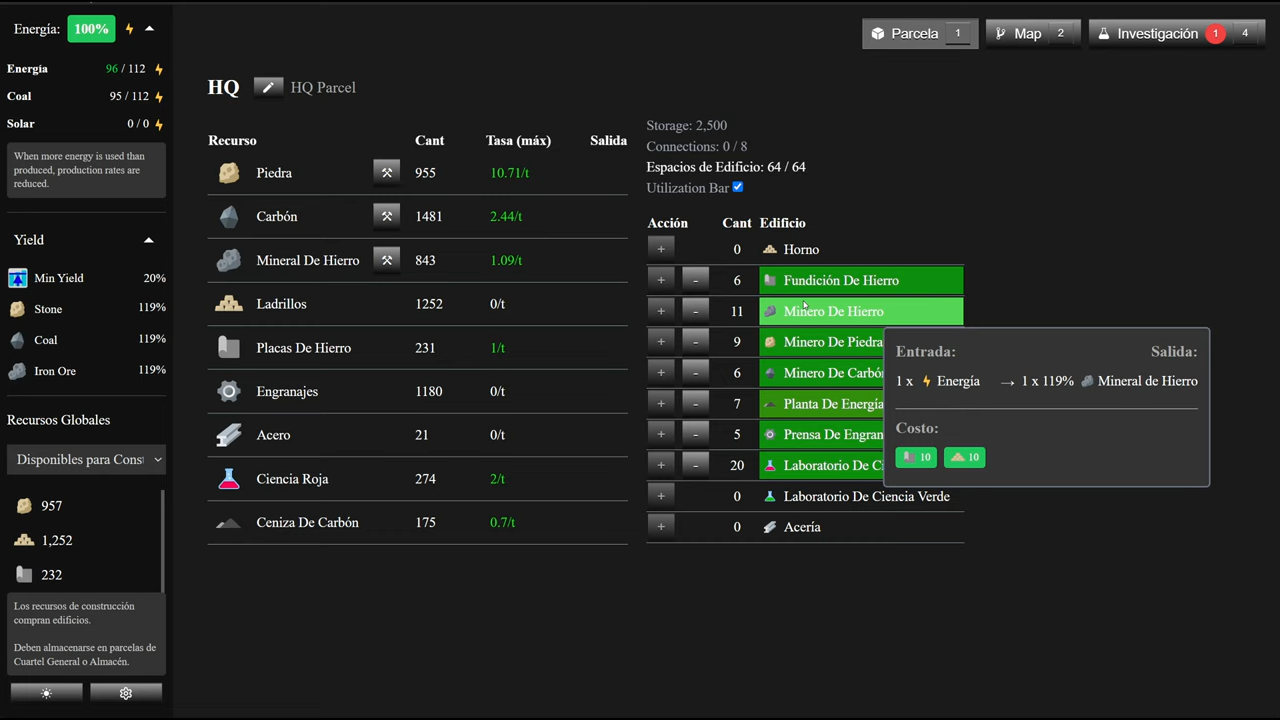 Energía: 100%
Energía 96 / 112
Coal 95 / 112
Solar 0 / 0
When more energy is used than
produced, production rates are
reduced.
Yield
Min Yield 20%
Stone 119%
Coal 119%
Iron Ore 119%
Recursos Globales
Disponibles para Const
957
1,252
232
Los recursos de construcción
compran edificios.
Deben almacenarse en parcelas de
Cuartel General o Almacén.
Parcela 1
Map 2
Investigación 1 4
HQ HQ Parcel
Recurso Cant Tasa (máx) Salida
Piedra 955 10.71/t
Carbón 1481 2.44/t
Mineral De Hierro 843 1.09/t
Ladrillos 1252 0/t
Placas De Hierro 231 1/t
Engranajes 1180 0/t
Acero 21 0/t
Ciencia Roja 274 2/t
Ceniza De Carbón 175 0.7/t
Storage: 2,500
Connections: 0 / 8
Espacios de Edificio: 64 / 64
Utilization Bar
Acción Cant Edificio
+ 0 Horno
+ - 6 Fundición De Hierro
+ - 11 Minero De Hierro
+ - 9 Minero De Piedra
+ - 6 Minero De Carbón
+ - 7 Planta De Energía
+ - 5 Prensa De Engran
+ - 20 Laboratorio De Ci
+ 0 Laboratorio De Ciencia Verde
+ 0 Acería
Entrada: Salida:
1 x Energía → 1 x 119% Mineral de Hierro
Costo:
10 10